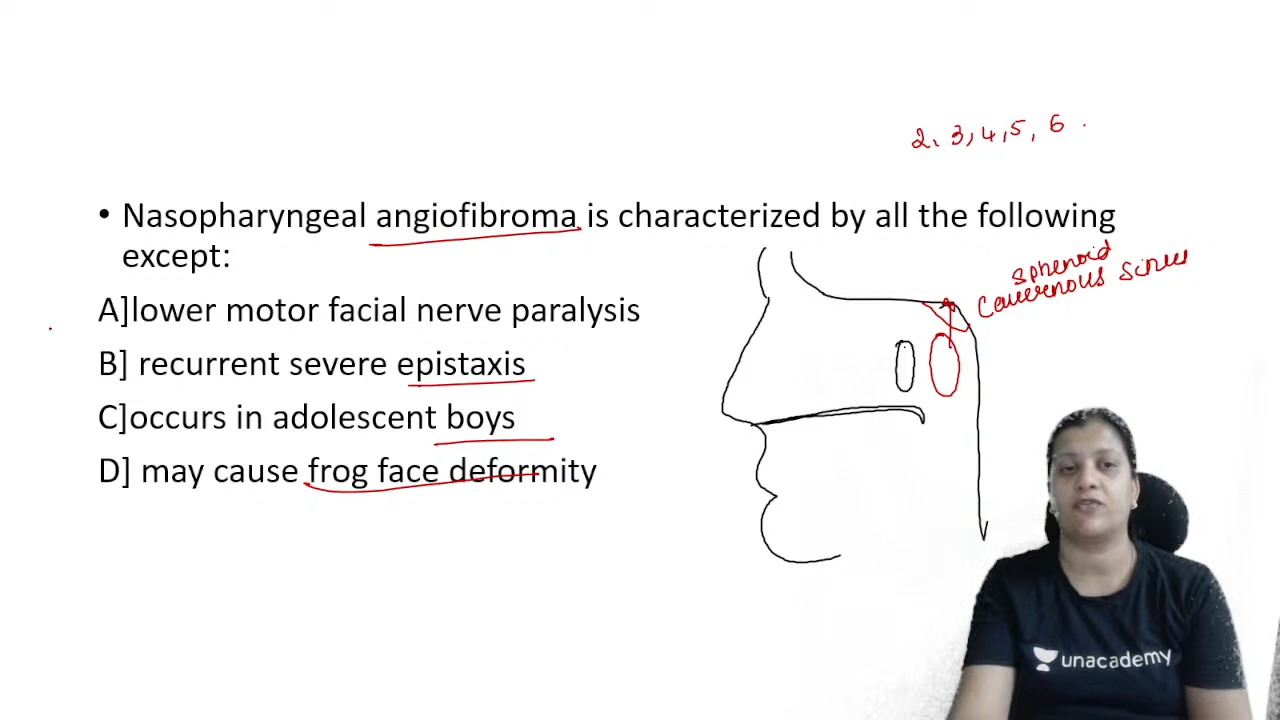 2, 3, 4, 5, 6 .
• Nasopharyngeal angiofibroma is characterized by all the following
except:
A]lower motor facial nerve paralysis
B] recurrent severe epistaxis
C]occurs in adolescent boys
D] may cause frog face deformity
sphenoid
Cavernous sinus
unacademy